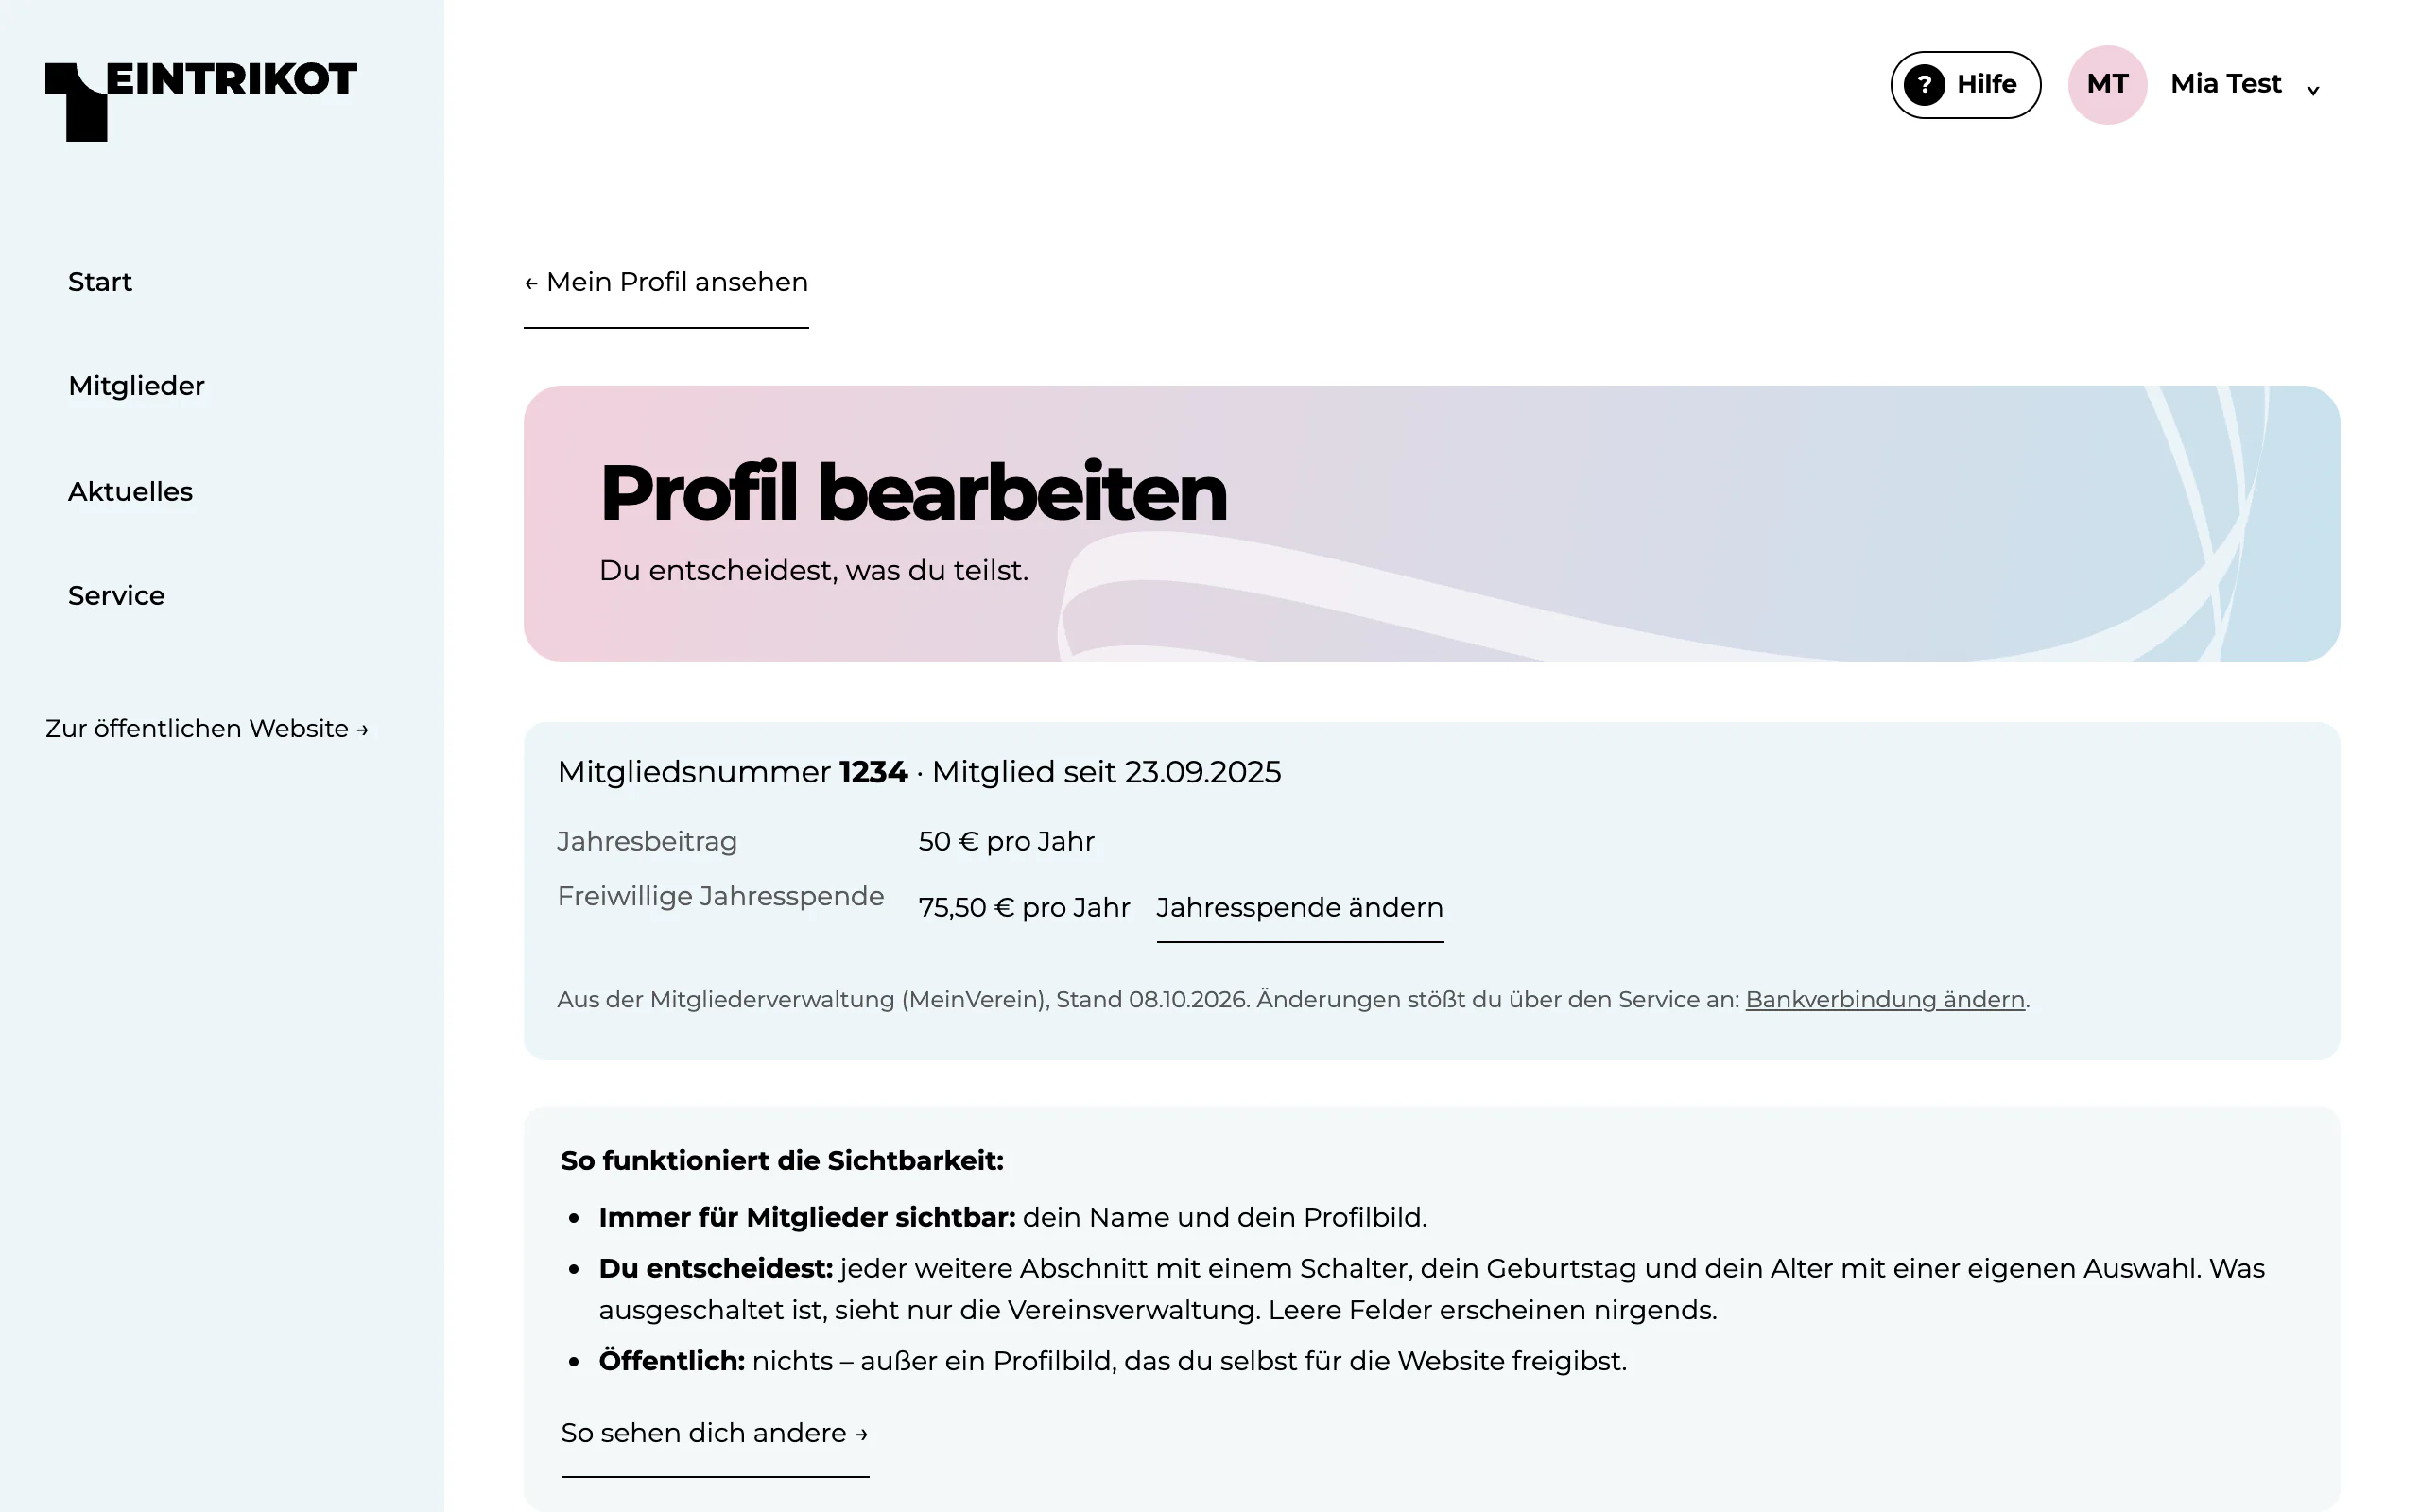 EINTRIKOT
? Hilfe
MT
Mia Test
Start
Mitglieder
Aktuelles
Service
Zur öffentlichen Website →
← Mein Profil ansehen
Profil bearbeiten
Du entscheidest, was du teilst.
Mitgliedsnummer 1234 · Mitglied seit 23.09.2025
Jahresbeitrag 50 € pro Jahr
Freiwillige Jahresspende 75,50 € pro Jahr Jahresspende ändern
Aus der Mitgliederverwaltung (MeinVerein), Stand 08.10.2026. Änderungen stößt du über den Service an: Bankverbindung ändern.
So funktioniert die Sichtbarkeit:
• Immer für Mitglieder sichtbar: dein Name und dein Profilbild.
• Du entscheidest: jeder weitere Abschnitt mit einem Schalter, dein Geburtstag und dein Alter mit einer eigenen Auswahl. Was
ausgeschaltet ist, sieht nur die Vereinsverwaltung. Leere Felder erscheinen nirgends.
• Öffentlich: nichts – außer ein Profilbild, das du selbst für die Website freigibst.
So sehen dich andere →